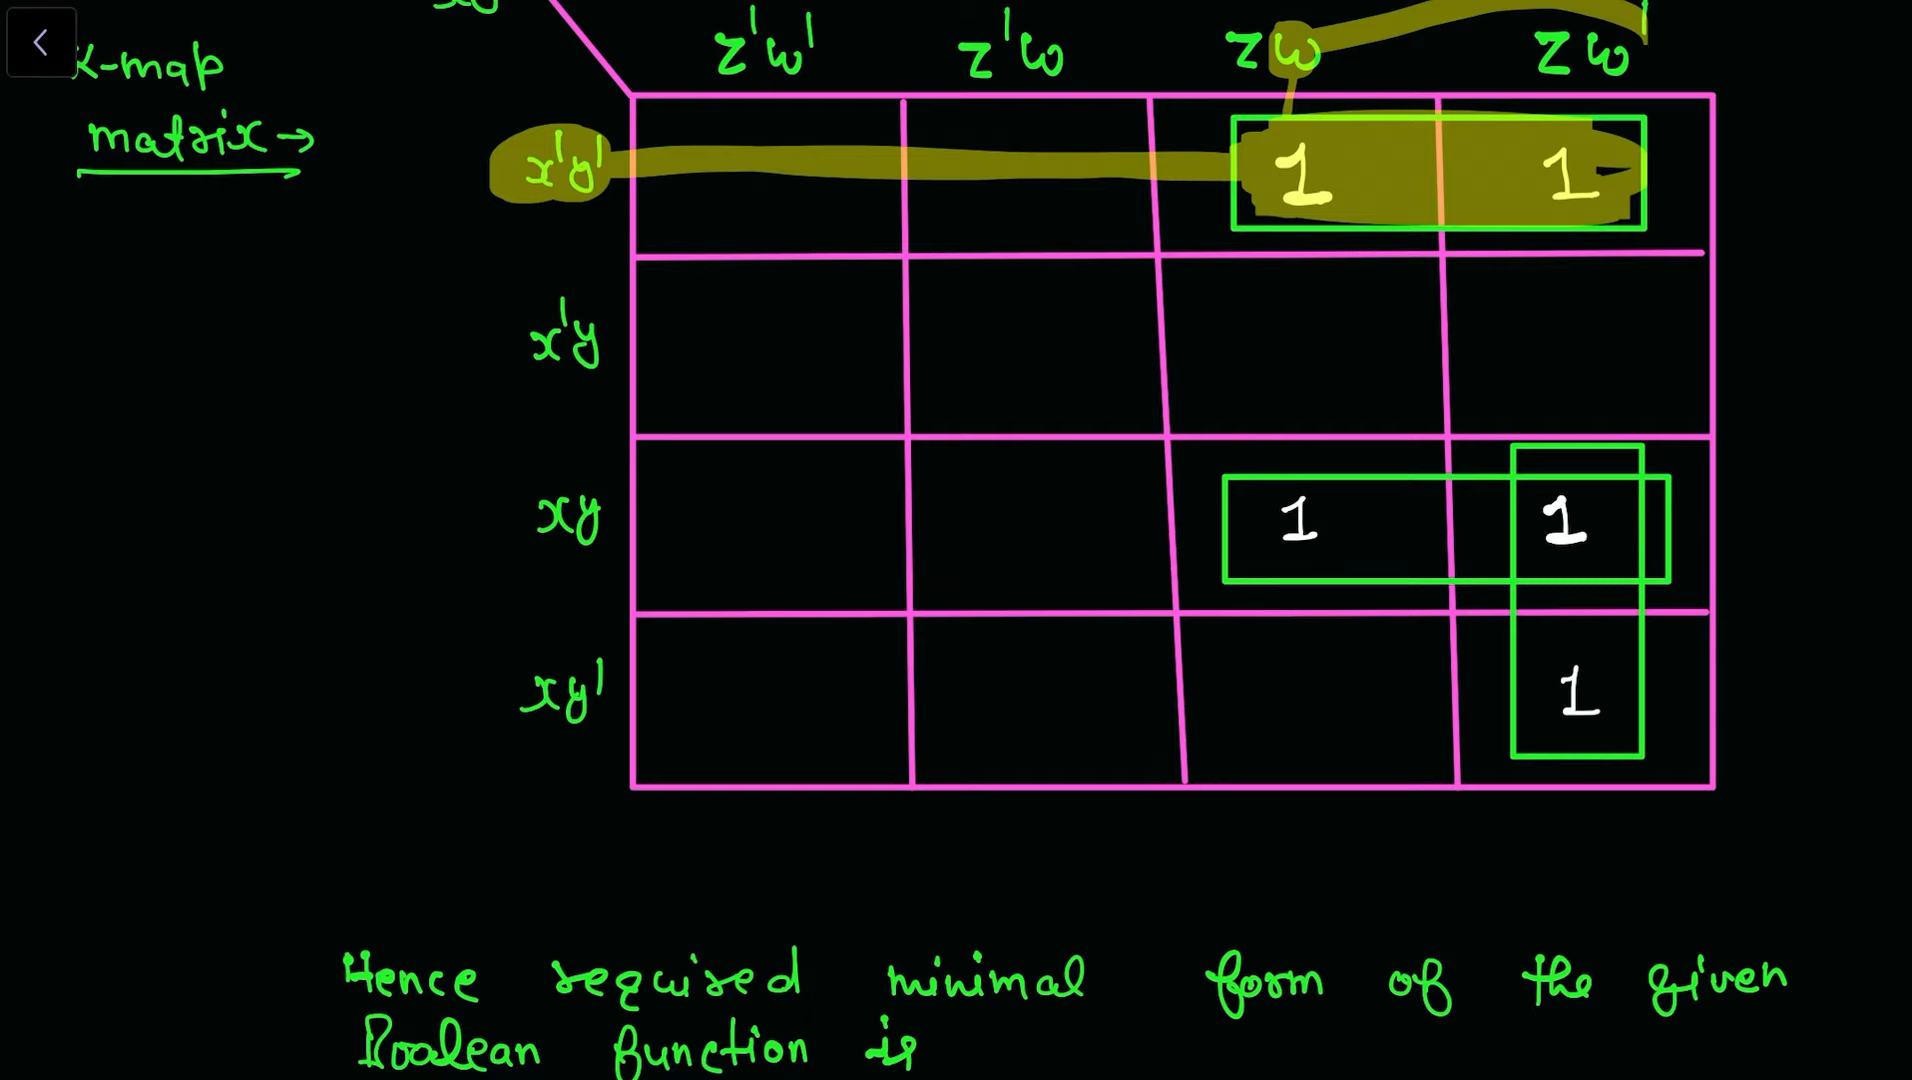 z'w' z'w zw zw'
K-map
matrix→
x'y' 1 1
x'y
xy 1 1
xy' 1
Hence required minimal form of the given
Boolean function is